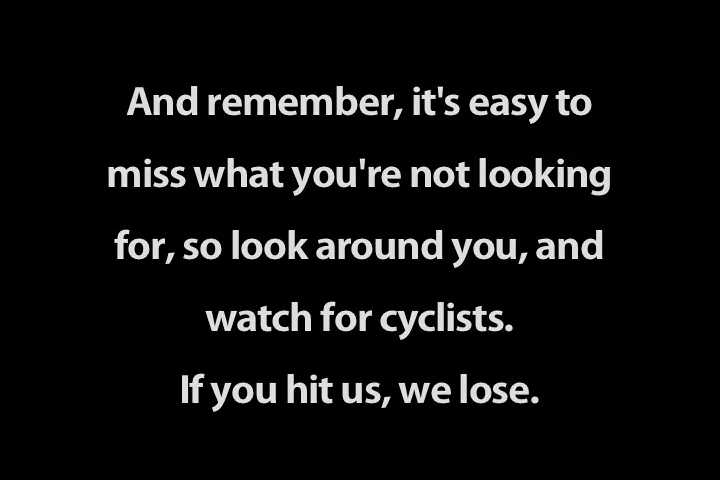 And remember, it's easy to
miss what you're not looking
for, so look around you, and
watch for cyclists.
If you hit us, we lose.